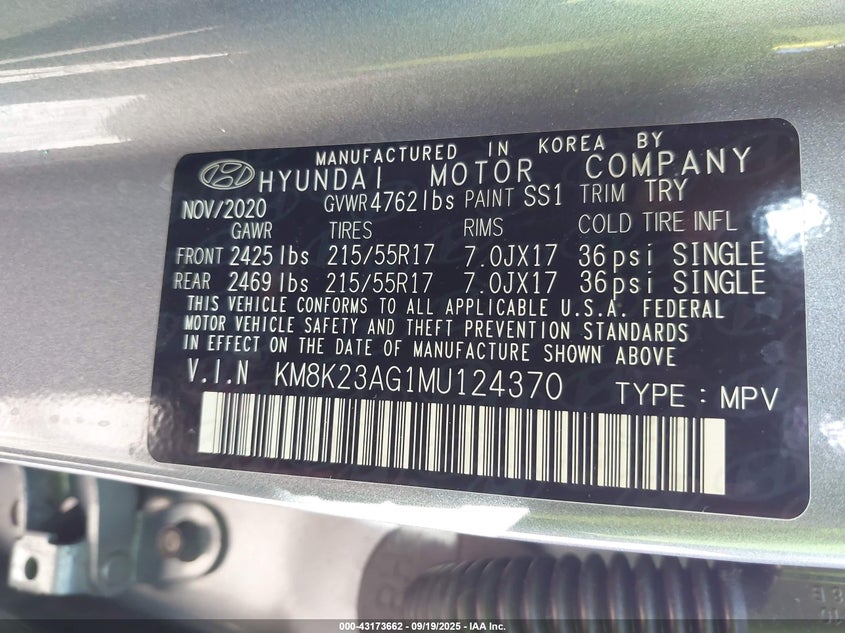 MANUFACTURED IN KOREA BY
HYUNDAI MOTOR COMPANY
NOV/2020 GVWR 4762 lbs PAINT SS1 TRIM TRY
GAWR TIRES RIMS COLD TIRE INFL
FRONT 2425 lbs 215/55R17 7.0JX17 36 psi SINGLE
REAR 2469 lbs 215/55R17 7.0JX17 36 psi SINGLE
THIS VEHICLE CONFORMS TO ALL APPLICABLE U.S.A. FEDERAL
MOTOR VEHICLE SAFETY AND THEFT PREVENTION STANDARDS
IN EFFECT ON THE DATE OF MANUFACTURE SHOWN ABOVE
V.I.N KM8K23AG1MU124370 TYPE : MPV
000-43173662 - 09/19/2025 - IAA Inc.